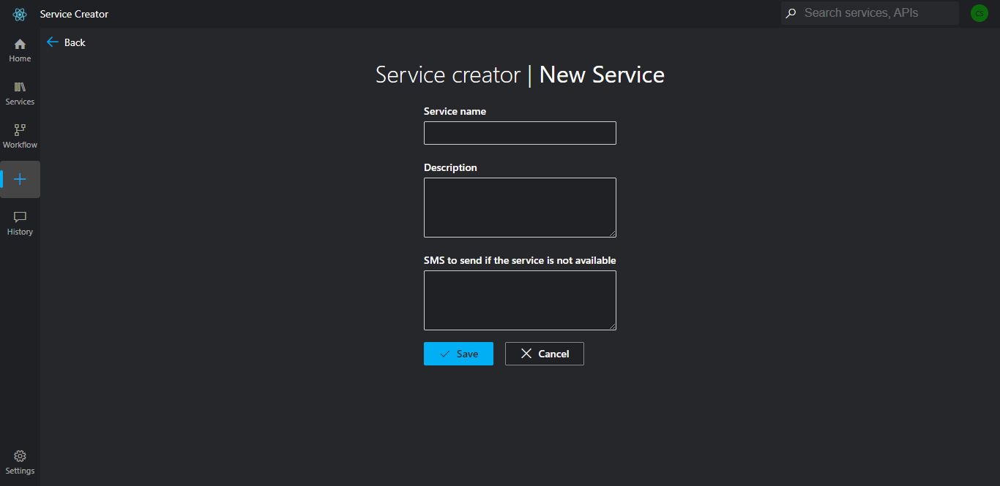 Service Creator
Search services, APIs
CS
Home
Services
Workflow
History
Settings
Back
Service creator | New Service
Service name
Description
SMS to send if the service is not available
Save
Cancel